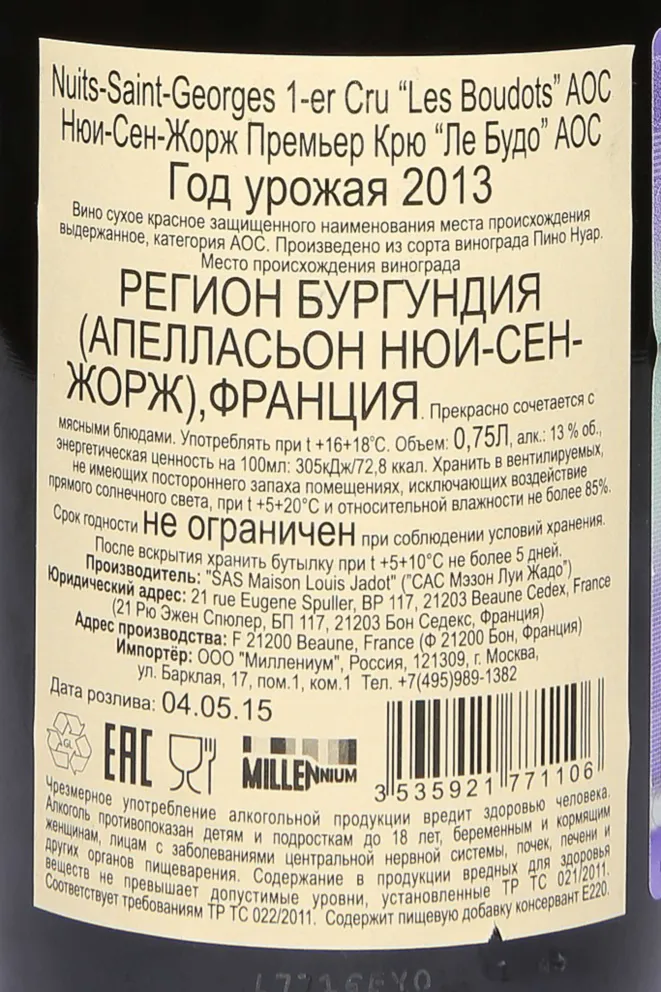 Nuits-Saint-Georges 1-er Cru “Les Boudots” AOC
Нюи-Сен-Жорж Премьер Крю “Ле Будо” АОС
Год урожая 2013
Вино сухое красное защищенного наименования места происхождения
выдержанное, категория АОС. Произведено из сорта винограда Пино Нуар.
Место происхождения винограда
РЕГИОН БУРГУНДИЯ
(АПЕЛЛАСЬОН НЮИ-СЕН-
ЖОРЖ),ФРАНЦИЯ. Прекрасно сочетается с
мясными блюдами. Употреблять при t +16+18°С. Объем: 0,75Л, алк.: 13 % об.,
энергетическая ценность на 100мл: 305кДж/72,8 ккал. Хранить в вентилируемых,
не имеющих постороннего запаха помещениях, исключающих воздействие
прямого солнечного света, при t +5+20°С и относительной влажности не более 85%.
Срок годности не ограничен при соблюдении условий хранения.
После вскрытия хранить бутылку при t +5+10°С не более 5 дней.
Производитель: "SAS Maison Louis Jadot" ("САС Мэзон Луи Жадо")
Юридический адрес: 21 rue Eugene Spuller, BP 117, 21203 Beaune Cedex, France
(21 Рю Эжен Спюлер, БП 117, 21203 Бон Седекс, Франция)
Адрес производства: F 21200 Beaune, France (Ф 21200 Бон, Франция)
Импортёр: ООО "Миллениум", Россия, 121309, г. Москва,
ул. Барклая, 17, пом.1, ком.1 Тел. +7(495)989-1382
Дата розлива: 04.05.15
GL EAC MILLENNIUM
3 535921 771106
Чрезмерное употребление алкогольной продукции вредит здоровью человека.
Алкоголь противопоказан детям и подросткам до 18 лет, беременным и кормящим
женщинам, лицам с заболеваниями центральной нервной системы, почек, печени и
других органов пищеварения. Содержание в продукции вредных для здоровья
веществ не превышает допустимые уровни, установленные ТР ТС 021/2011.
Соответствует требованиям ТР ТС 022/2011. Содержит пищевую добавку консервант Е220.